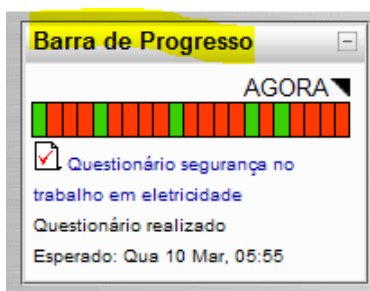 Barra de Progresso
AGORA
Questionário segurança no
trabalho em eletricidade
Questionário realizado
Esperado: Qua 10 Mar, 05:55